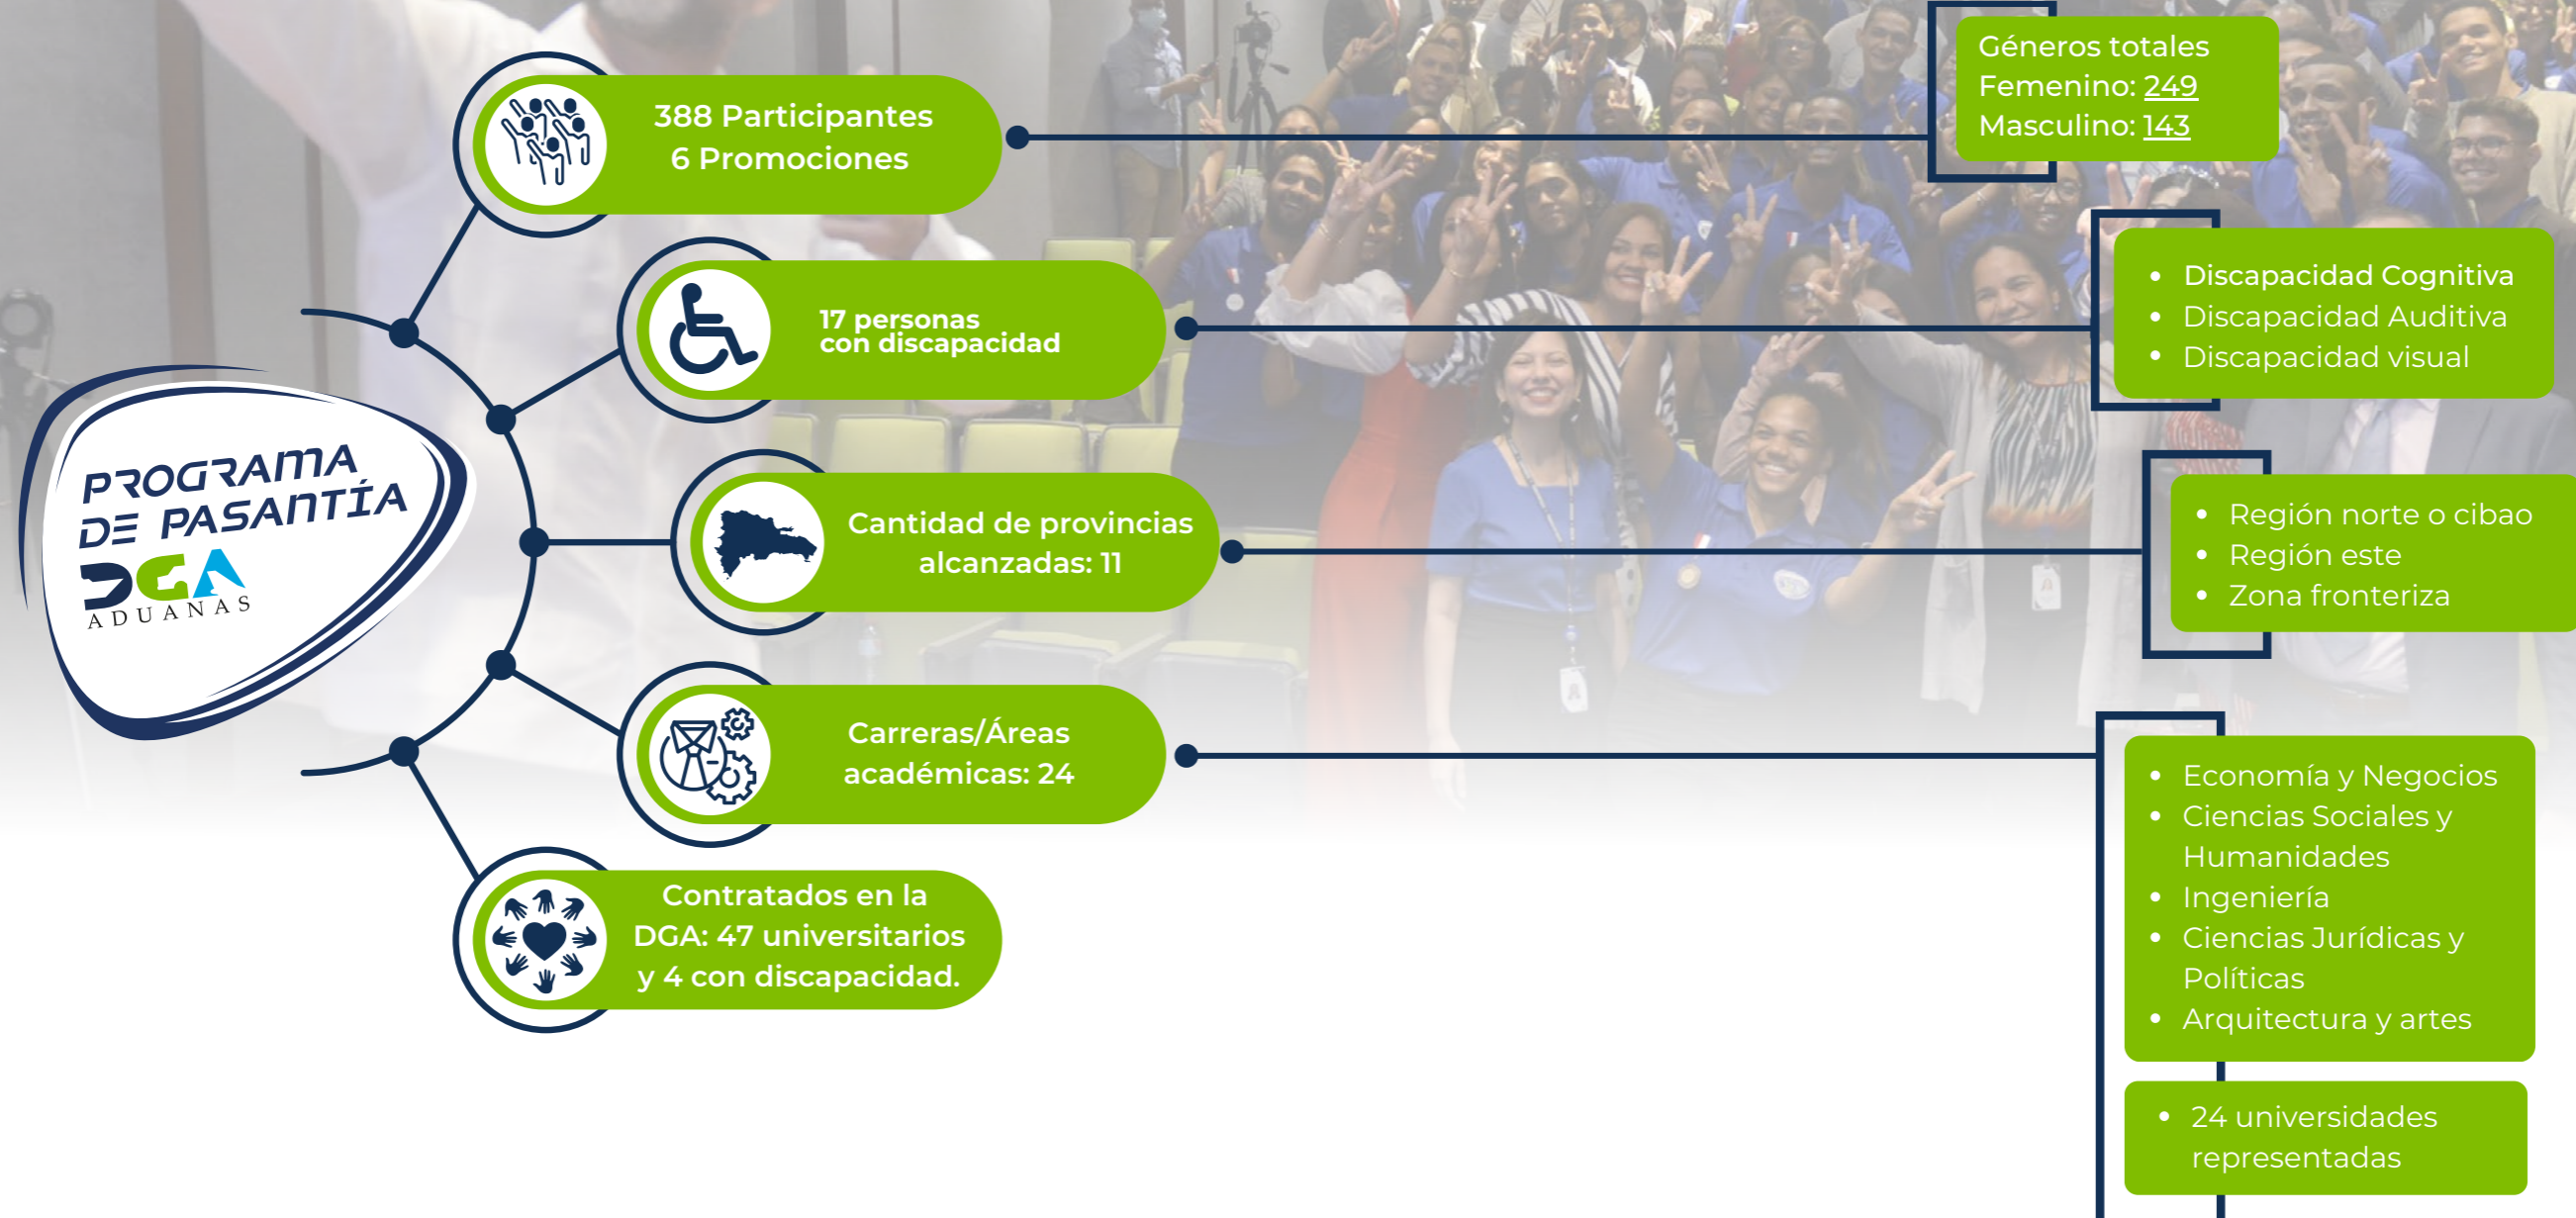 PROGRAMA
DE PASANTÍA
DGA
ADUANAS
388 Participantes
6 Promociones
Géneros totales
Femenino: 249
Masculino: 143
17 personas
con discapacidad
• Discapacidad Cognitiva
• Discapacidad Auditiva
• Discapacidad visual
Cantidad de provincias
alcanzadas: 11
• Región norte o cibao
• Región este
• Zona fronteriza
Carreras/Áreas
académicas: 24
• Economía y Negocios
• Ciencias Sociales y
Humanidades
• Ingeniería
• Ciencias Jurídicas y
Políticas
• Arquitectura y artes
• 24 universidades
representadas
Contratados en la
DGA: 47 universitarios
y 4 con discapacidad.